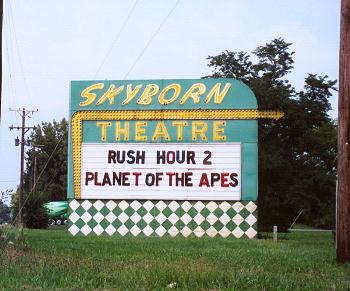 SKYBORN
THEATRE
RUSH HOUR 2
PLANET OF THE APES